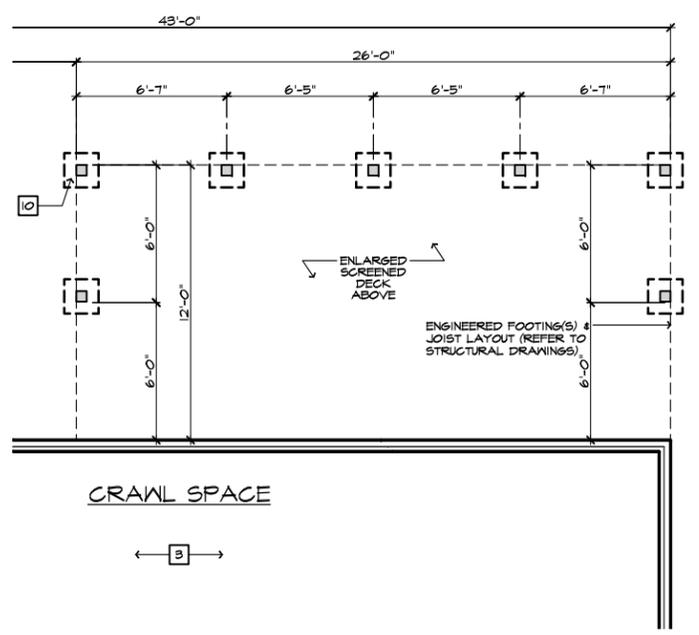 43'-0"
26'-0"
6'-7"
6'-5"
6'-5"
6'-7"
10
6'-0"
12'-0"
6'-0"
6'-0"
6'-0"
ENLARGED
SCREENED
DECK
ABOVE
ENGINEERED FOOTING(S) &
JOIST LAYOUT (REFER TO
STRUCTURAL DRAWINGS)
CRAWL SPACE
3